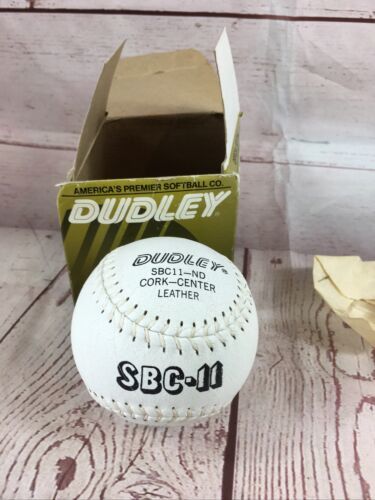 AMERICA'S PREMIER SOFTBALL CO.
DUDLEY
DUDLEY
SBC11-ND
CORK-CENTER
LEATHER
SBC-11